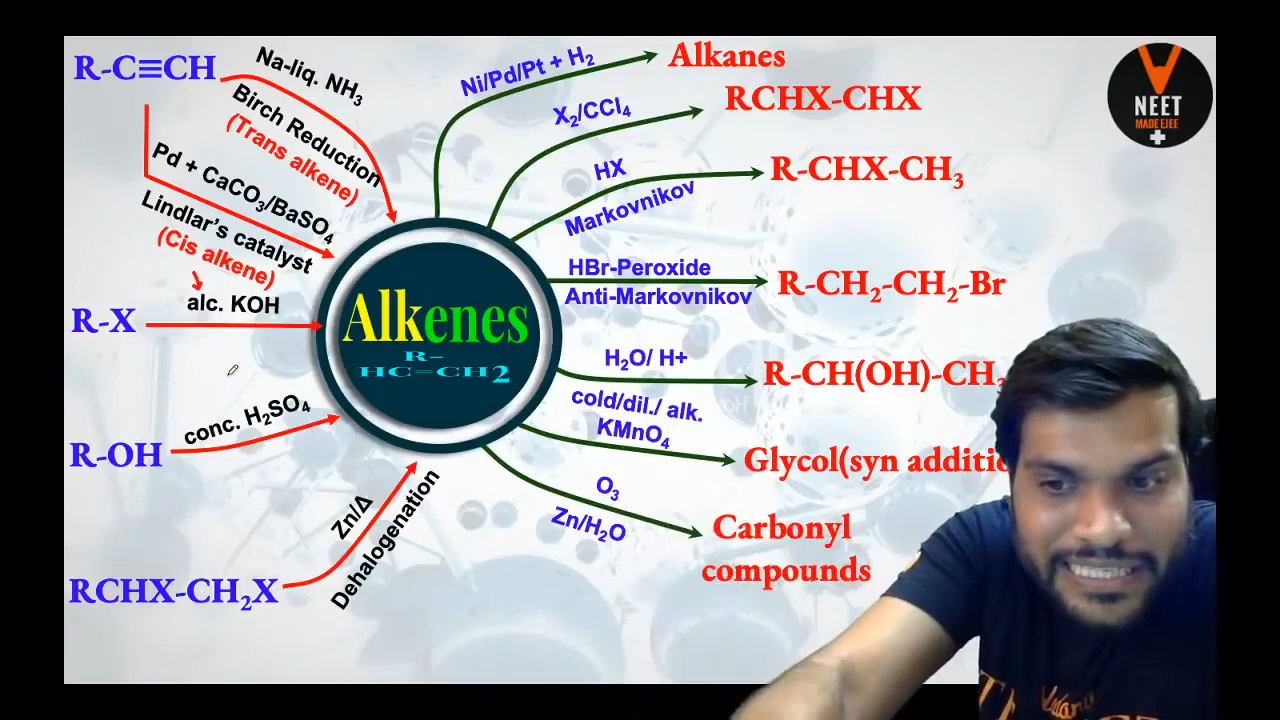 R-C≡CH
Na-liq. NH3
Birch Reduction
(Trans alkene)
Pd + CaCO3/BaSO4
Lindlar's catalyst
(Cis alkene)
alc. KOH
R-X
conc. H2SO4
R-OH
Zn/Δ
Dehalogenation
RCHX-CH2X
Alkenes
R–
HC=CH2
Ni/Pd/Pt + H2
Alkanes
X2/CCl4
RCHX-CHX
HX
Markovnikov
R-CHX-CH3
HBr-Peroxide
Anti-Markovnikov
R-CH2-CH2-Br
H2O/ H+
R-CH(OH)-CH3
cold/dil./ alk.
KMnO4
Glycol(syn
O3
Zn/H2O
Carbonyl
compounds
NEET
MADE EJEE